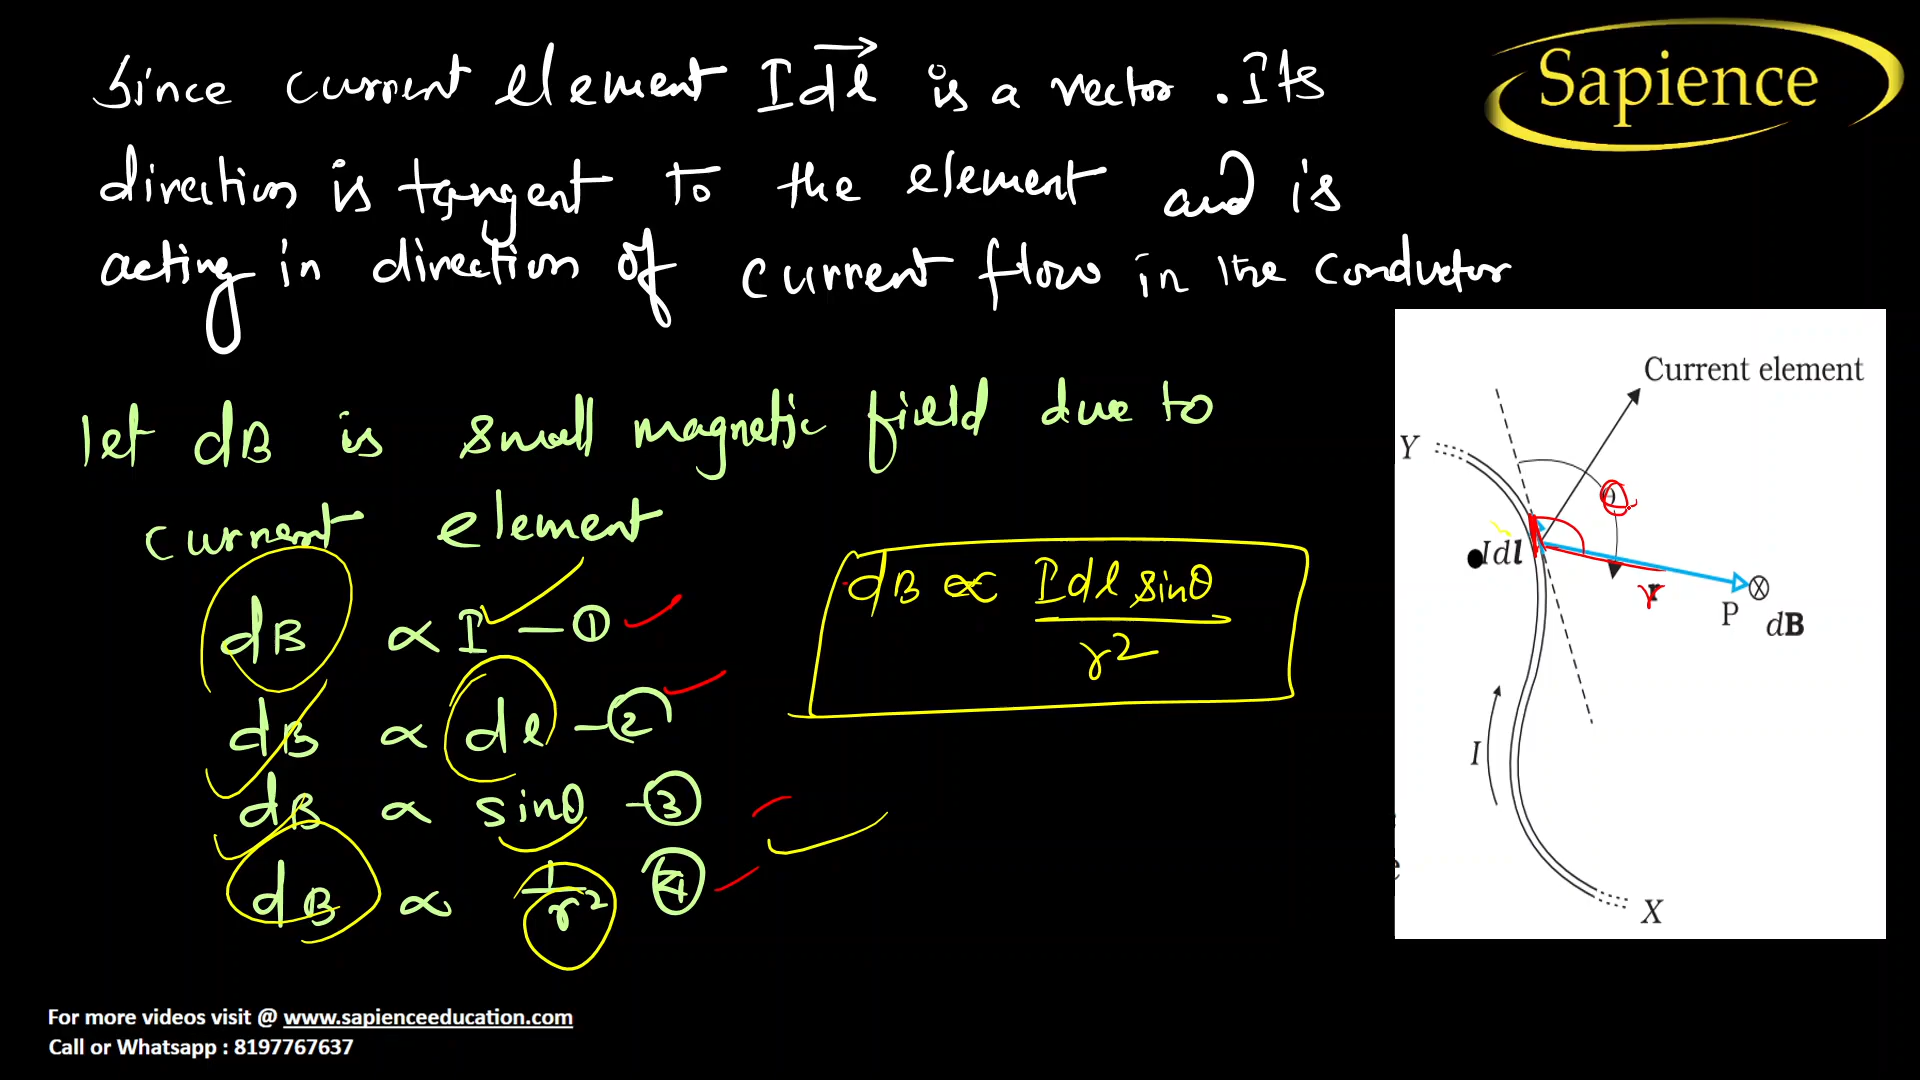 Since current element Idl is a vector. Its
Sapience
direction is tangent to the element and is
acting in direction of current flow in the conductor
let dB is small magnetic field due to
current element
dB ∝ I - ①
dB ∝ dl - ②
dB ∝ sinθ - ③
dB ∝ 1/r² ④
dB ∝ Idl sinθ / r²
Current element
Y
θ
Idl
r
P
dB
I
X
For more videos visit @ www.sapienceeducation.com
Call or Whatsapp : 8197767637